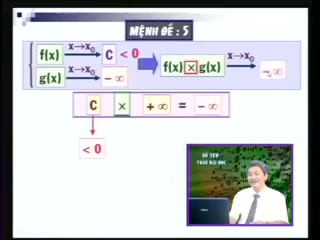 MỆNH ĐỀ : 5
f(x) x→x₀ C < 0
g(x) x→x₀ - ∞
f(x) × g(x) x→x₀ - ∞
C × + ∞ = - ∞
< 0